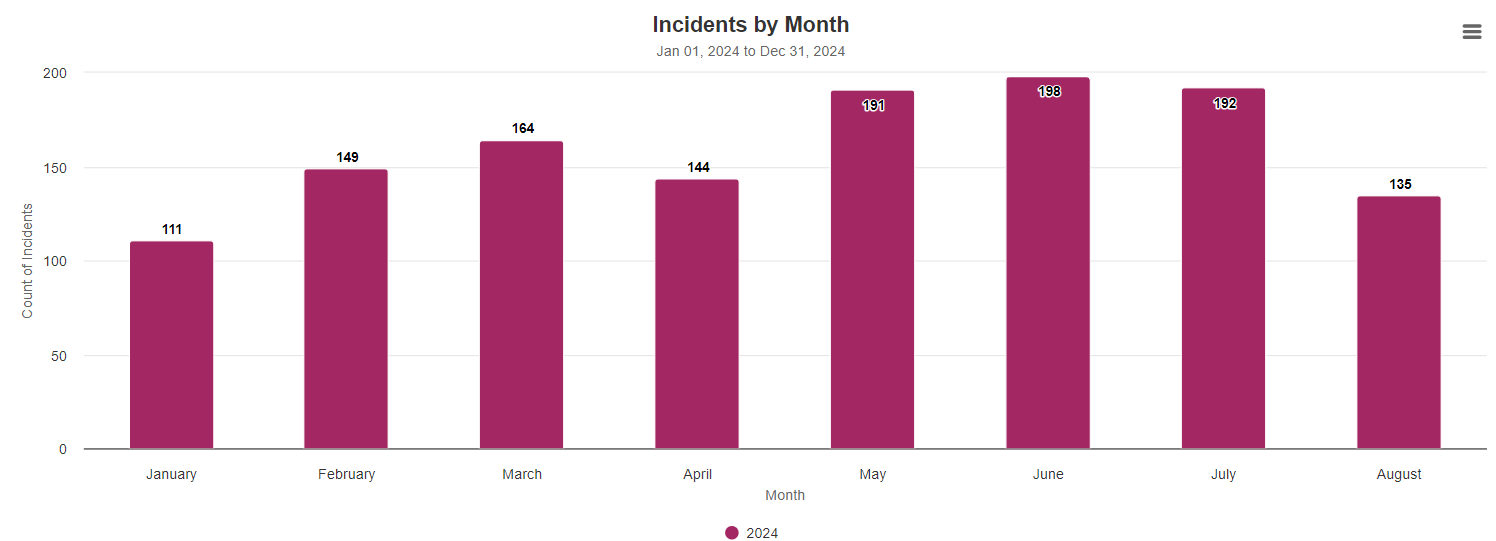 Incidents by Month
Jan 01, 2024 to Dec 31, 2024
Count of Incidents
200
150
100
50
0
111
149
164
144
191
198
192
135
January February March April May June July August
Month
2024